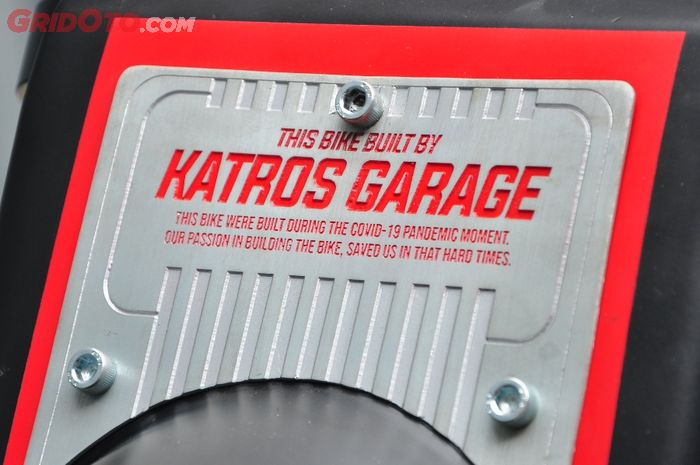 GRIDOTO.COM
THIS BIKE BUILT BY
KATROS GARAGE
THIS BIKE WERE BUILT DURING THE COVID-19 PANDEMIC MOMENT.
OUR PASSION IN BUILDING THE BIKE, SAVED US IN THAT HARD TIMES.